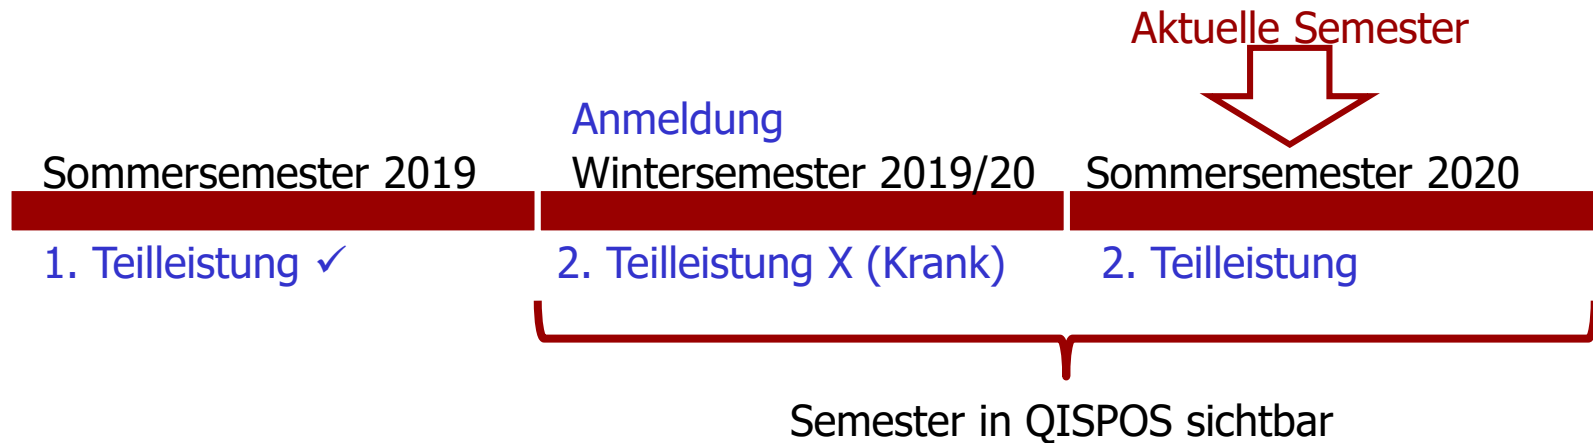 Aktuelle Semester
Anmeldung
Sommersemester 2019 Wintersemester 2019/20 Sommersemester 2020
1. Teilleistung ✓ 2. Teilleistung X (Krank) 2. Teilleistung
Semester in QISPOS sichtbar